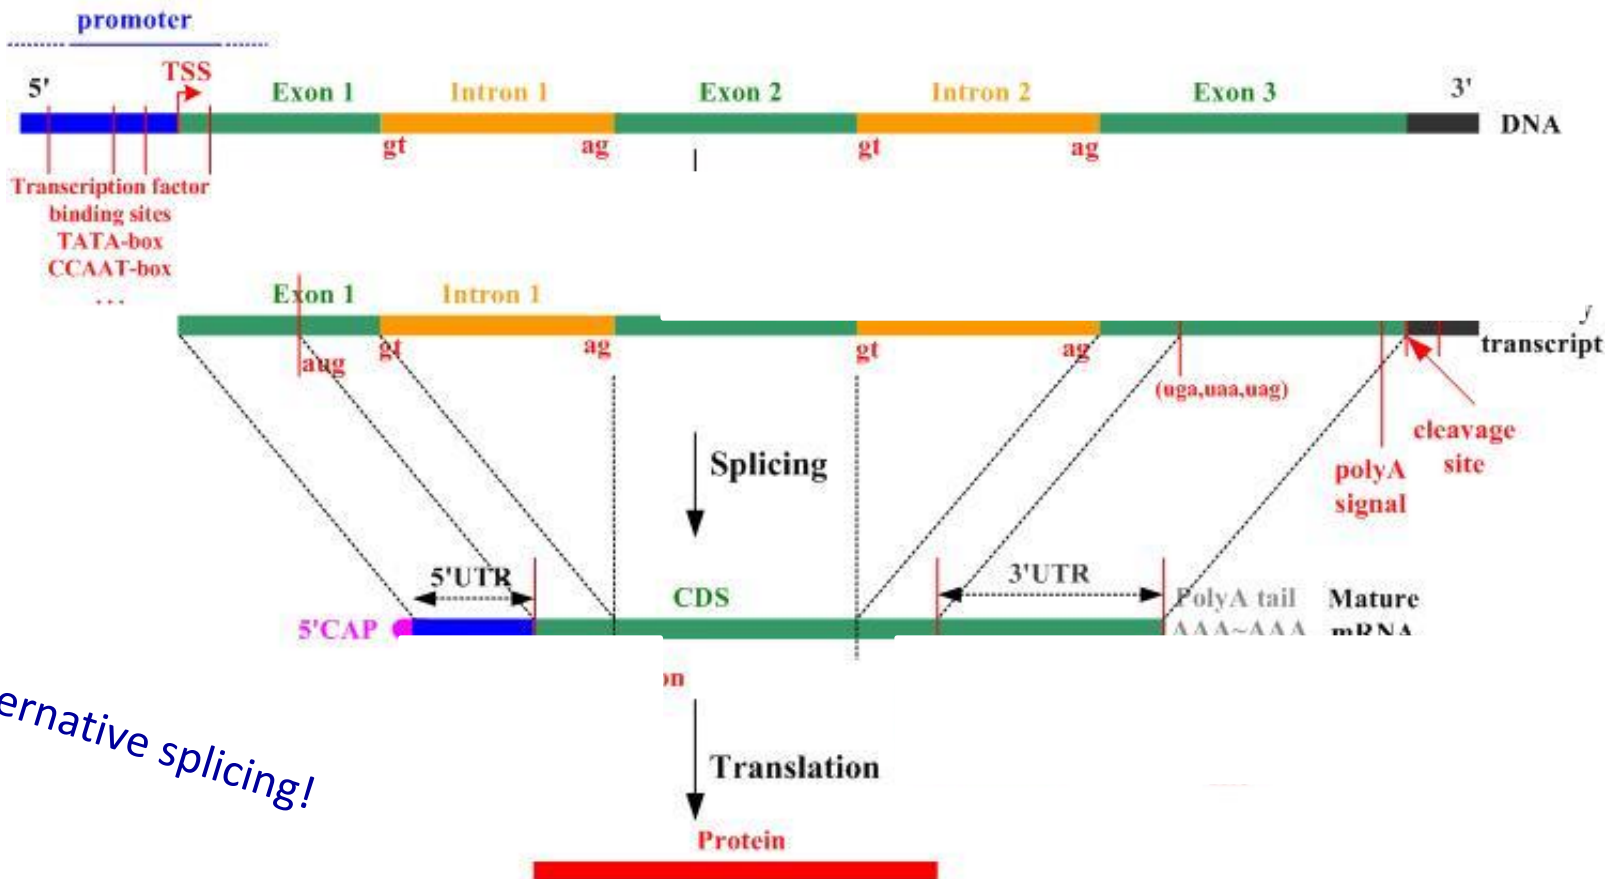 promoter
5' TSS Exon 1 Intron 1 Exon 2 Intron 2 Exon 3 3'
DNA
gt ag gt ag
Transcription factor
binding sites
TATA-box
CCAAT-box
...
Exon 1 Intron 1
transcript
aug gt ag gt ag
(uga,uaa,uag)
cleavage
site
polyA
signal
Splicing
5'UTR CDS 3'UTR
PolyA tail Mature
5'CAP AAA~AAA mRNA
splicing!
Translation
Protein